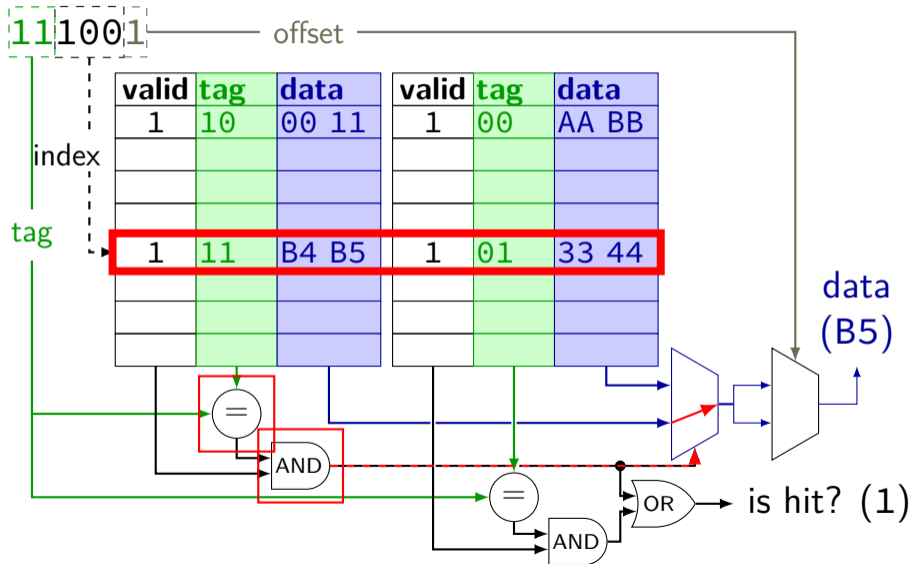 111001
offset
valid tag data valid tag data
1 10 00 11 1 00 AA BB
index
tag
1 11 B4 B5 1 01 33 44
data
(B5)
=
AND
=
OR
is hit? (1)
AND